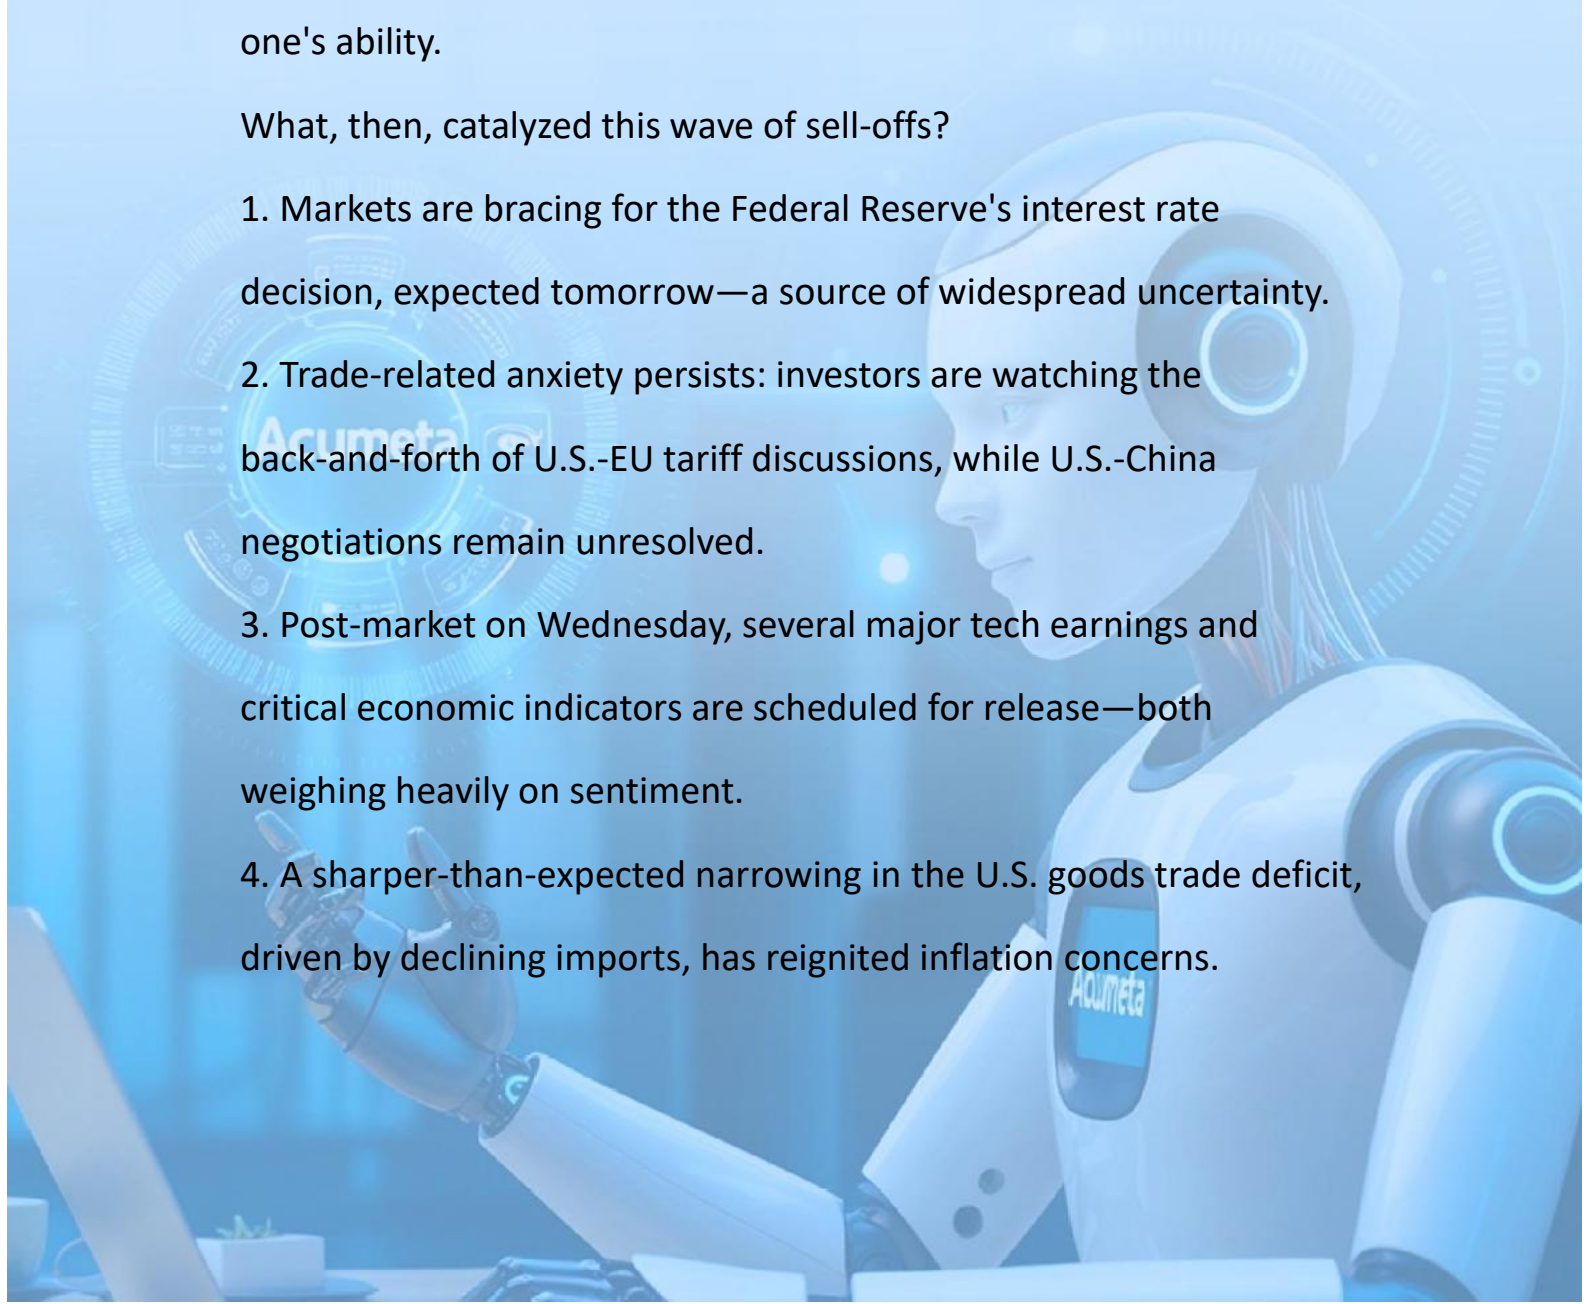 one's ability.
What, then, catalyzed this wave of sell-offs?
1. Markets are bracing for the Federal Reserve's interest rate
decision, expected tomorrow—a source of widespread uncertainty.
2. Trade-related anxiety persists: investors are watching the
Acumeta
back-and-forth of U.S.-EU tariff discussions, while U.S.-China
negotiations remain unresolved.
3. Post-market on Wednesday, several major tech earnings and
critical economic indicators are scheduled for release—both
weighing heavily on sentiment.
4. A sharper-than-expected narrowing in the U.S. goods trade deficit,
driven by declining imports, has reignited inflation concerns.
Acumeta